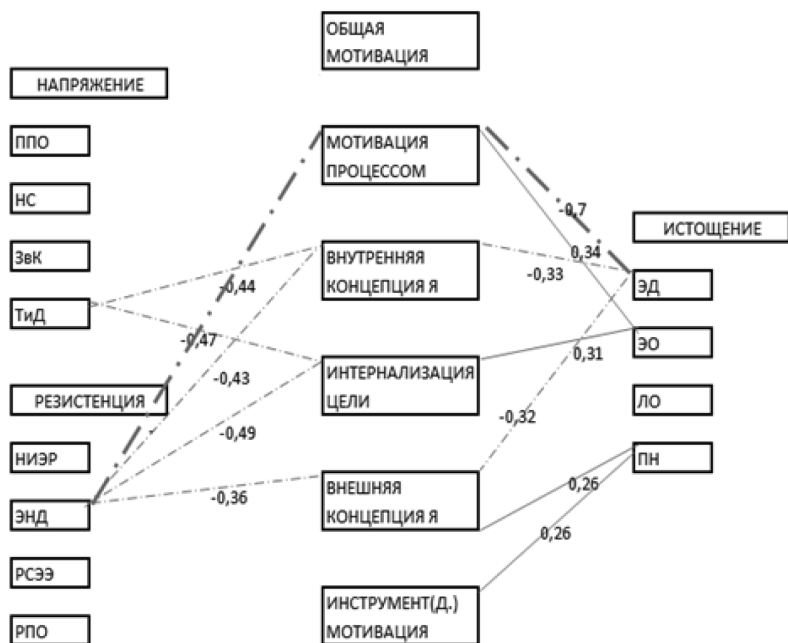 ОБЩАЯ
МОТИВАЦИЯ
НАПРЯЖЕНИЕ
ППО
НС
ЗвК
ТиД
РЕЗИСТЕНЦИЯ
НИЭР
ЭНД
РСЭЭ
РПО
МОТИВАЦИЯ
ПРОЦЕССОМ
ВНУТРЕННЯЯ
КОНЦЕПЦИЯ Я
ИНТЕРНАЛИЗАЦИЯ
ЦЕЛИ
ВНЕШНЯЯ
КОНЦЕПЦИЯ Я
ИНСТРУМЕНТ(Д.)
МОТИВАЦИЯ
-0,44
-0,47
-0,43
-0,49
-0,36
-0,7
0,34
-0,33
0,31
-0,32
0,26
0,26
ИСТОЩЕНИЕ
ЭД
ЭО
ЛО
ПН